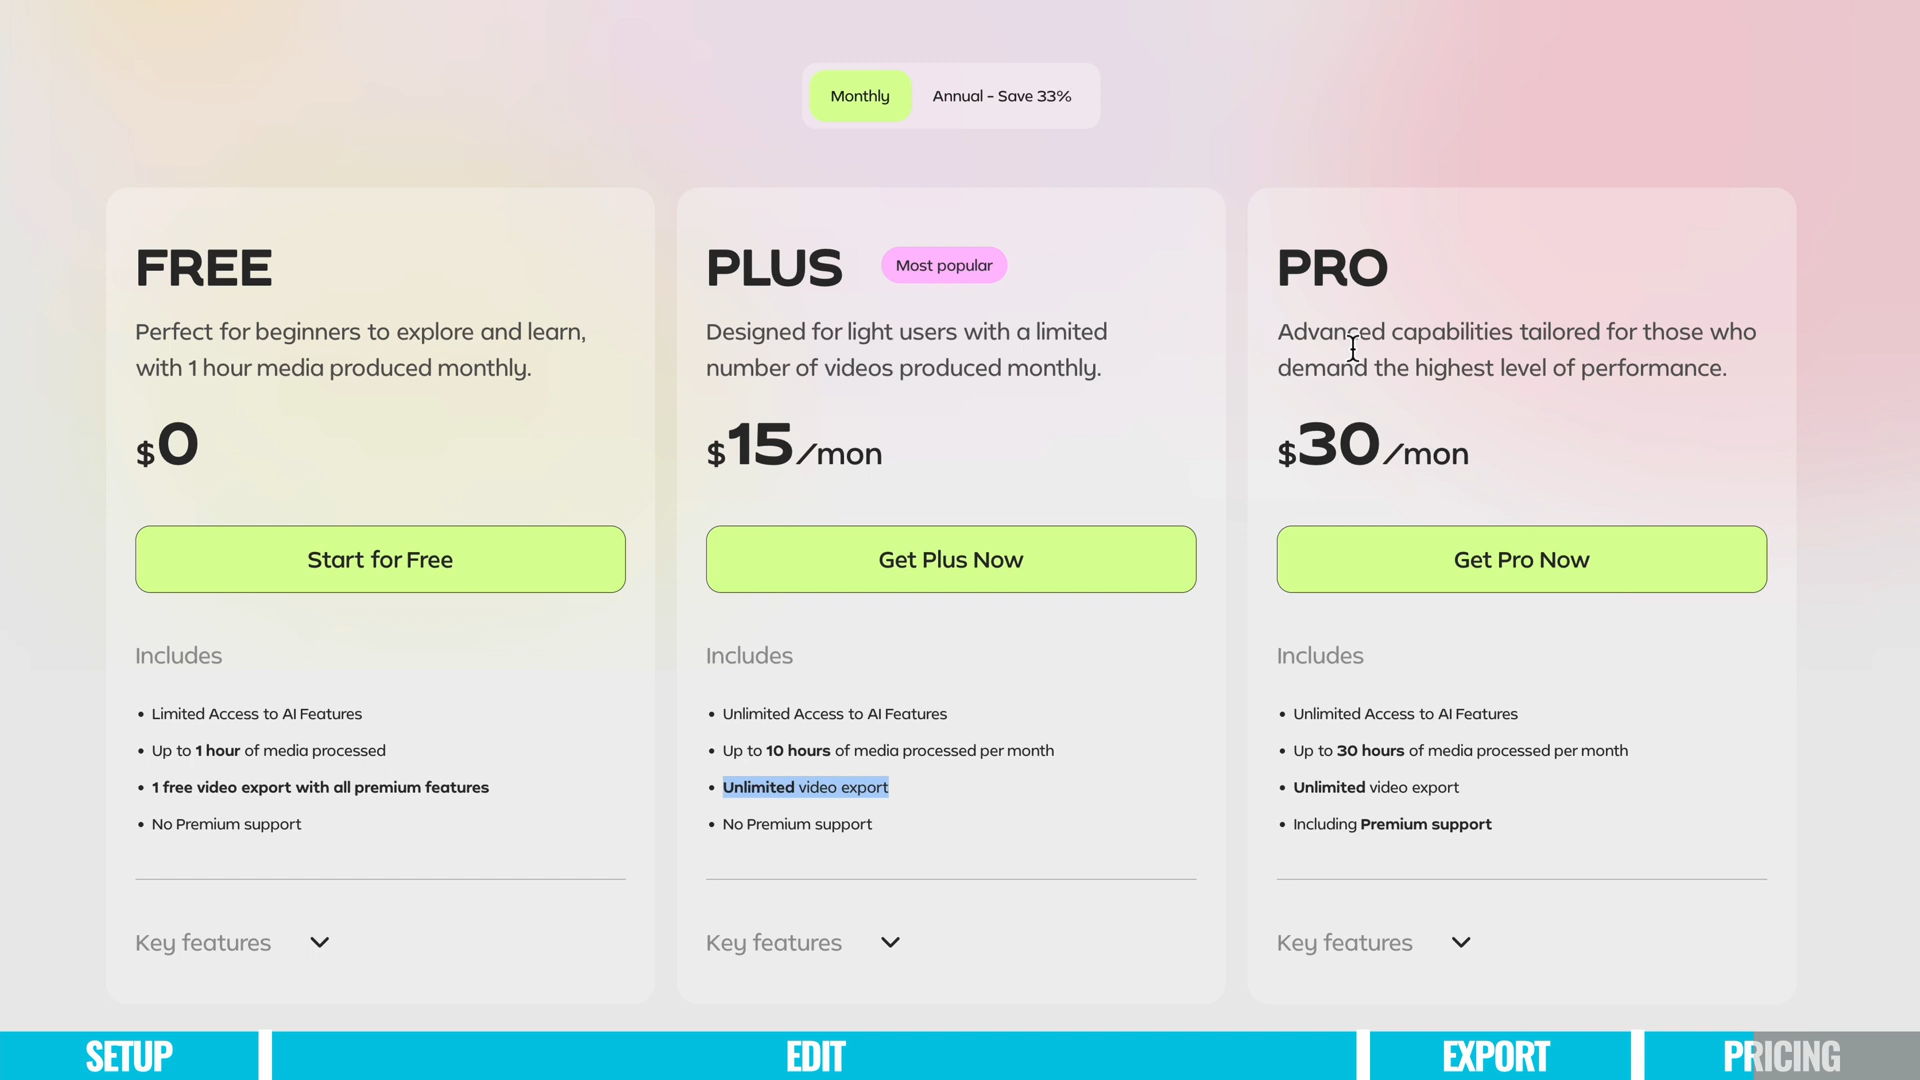 Monthly
Annual - Save 33%
FREE
Perfect for beginners to explore and learn,
with 1 hour media produced monthly.
$0
Start for Free
Includes
• Limited Access to AI Features
• Up to 1 hour of media processed
• 1 free video export with all premium features
• No Premium support
Key features
PLUS
Most popular
Designed for light users with a limited
number of videos produced monthly.
$15/mon
Get Plus Now
Includes
• Unlimited Access to AI Features
• Up to 10 hours of media processed per month
• Unlimited video export
• No Premium support
Key features
PRO
Advanced capabilities tailored for those who
demand the highest level of performance.
$30/mon
Get Pro Now
Includes
• Unlimited Access to AI Features
• Up to 30 hours of media processed per month
• Unlimited video export
• Including Premium support
Key features
SETUP
EDIT
EXPORT
PRICING